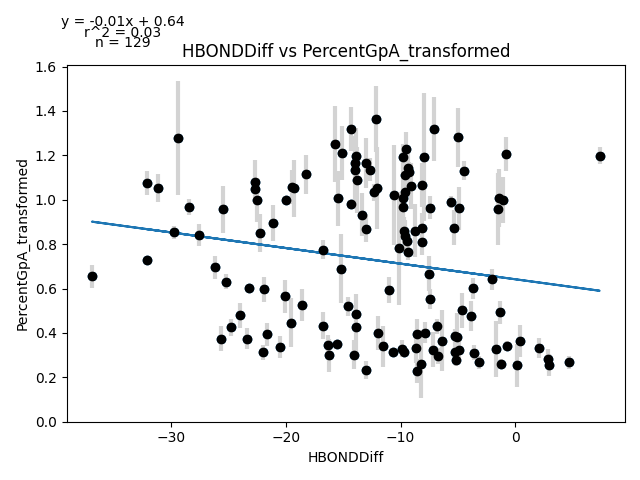 y = -0.01x + 0.64
r^2 = 0.03
n = 129
HBONDDiff vs PercentGpA_transformed
PercentGpA_transformed
1.6
1.4
1.2
1.0
0.8
0.6
0.4
0.2
0.0
−30 −20 −10 0
HBONDDiff